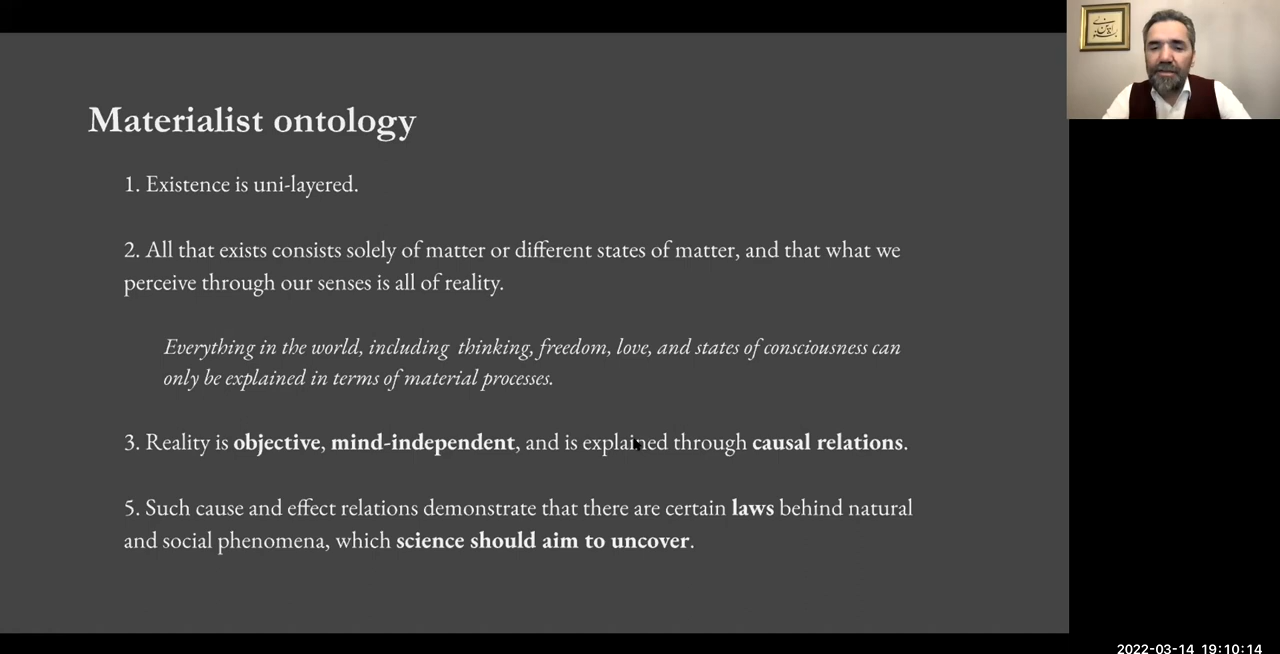 Materialist ontology
1. Existence is uni-layered.
2. All that exists consists solely of matter or different states of matter, and that what we
perceive through our senses is all of reality.
Everything in the world, including  thinking, freedom, love, and states of consciousness can
only be explained in terms of material processes.
3. Reality is objective, mind-independent, and is explained through causal relations.
5. Such cause and effect relations demonstrate that there are certain laws behind natural
and social phenomena, which science should aim to uncover.
2022-03-14 19:10:14